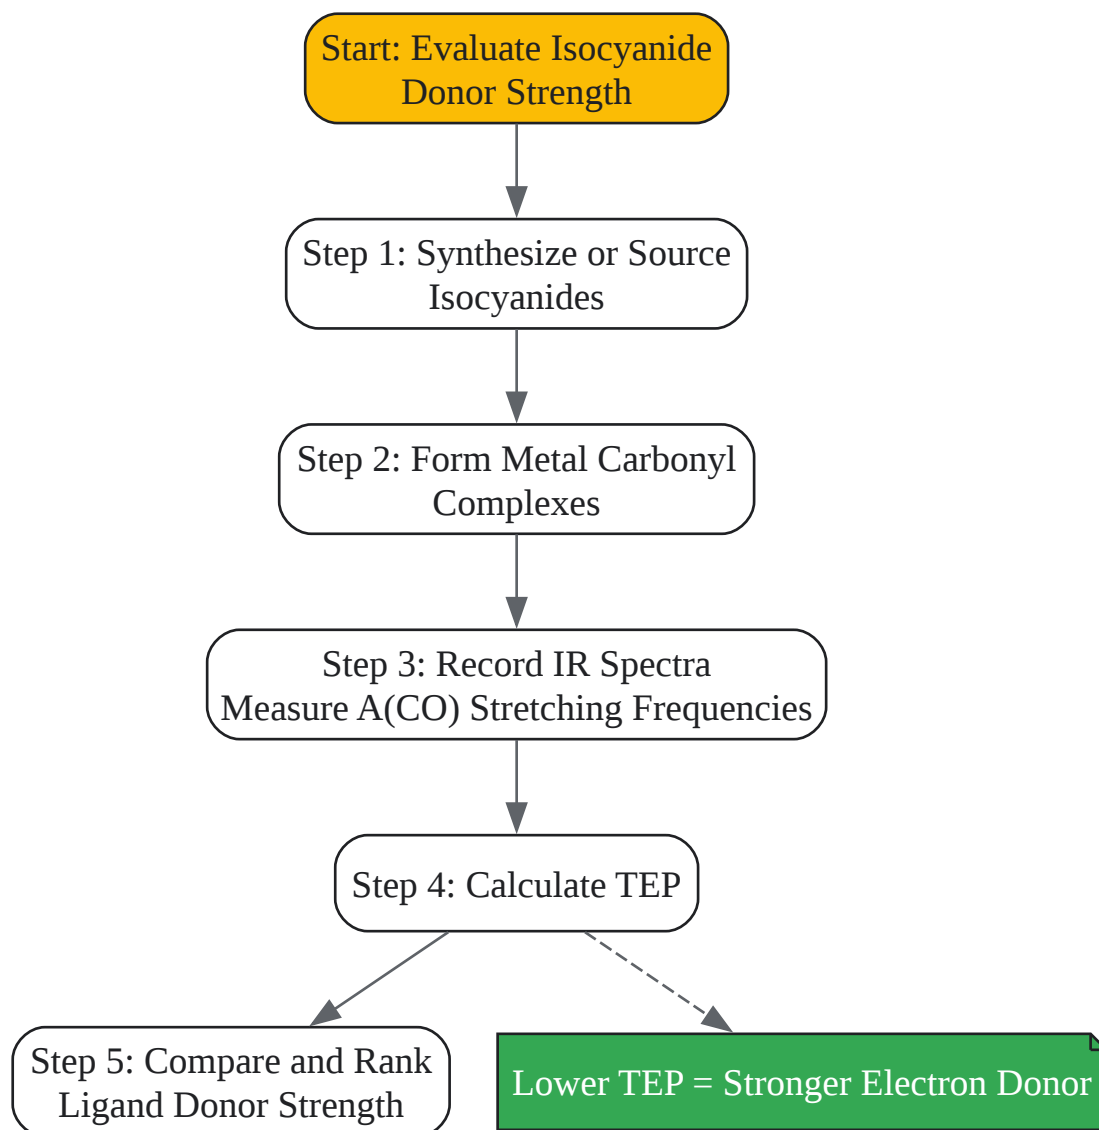 Start: Evaluate Isocyanide
Donor Strength
Step 1: Synthesize or Source
Isocyanides
Step 2: Form Metal Carbonyl
Complexes
Step 3: Record IR Spectra
Measure A(CO) Stretching Frequencies
Step 4: Calculate TEP
Step 5: Compare and Rank
Ligand Donor Strength
Lower TEP = Stronger Electron Donor